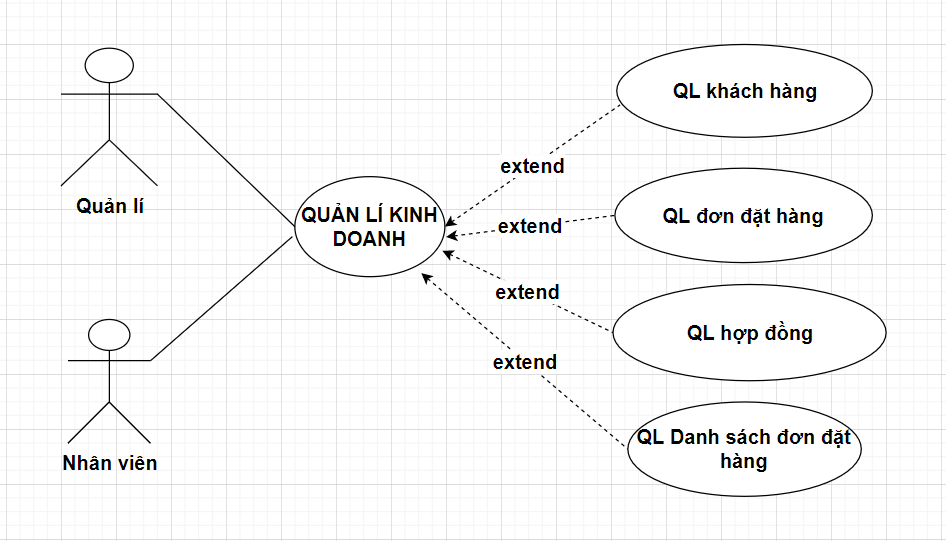 QL khách hàng
extend
Quản lí
QUẢN LÍ KINH
DOANH
extend
QL đơn đặt hàng
extend
QL hợp đồng
extend
QL Danh sách đơn đặt
hàng
Nhân viên